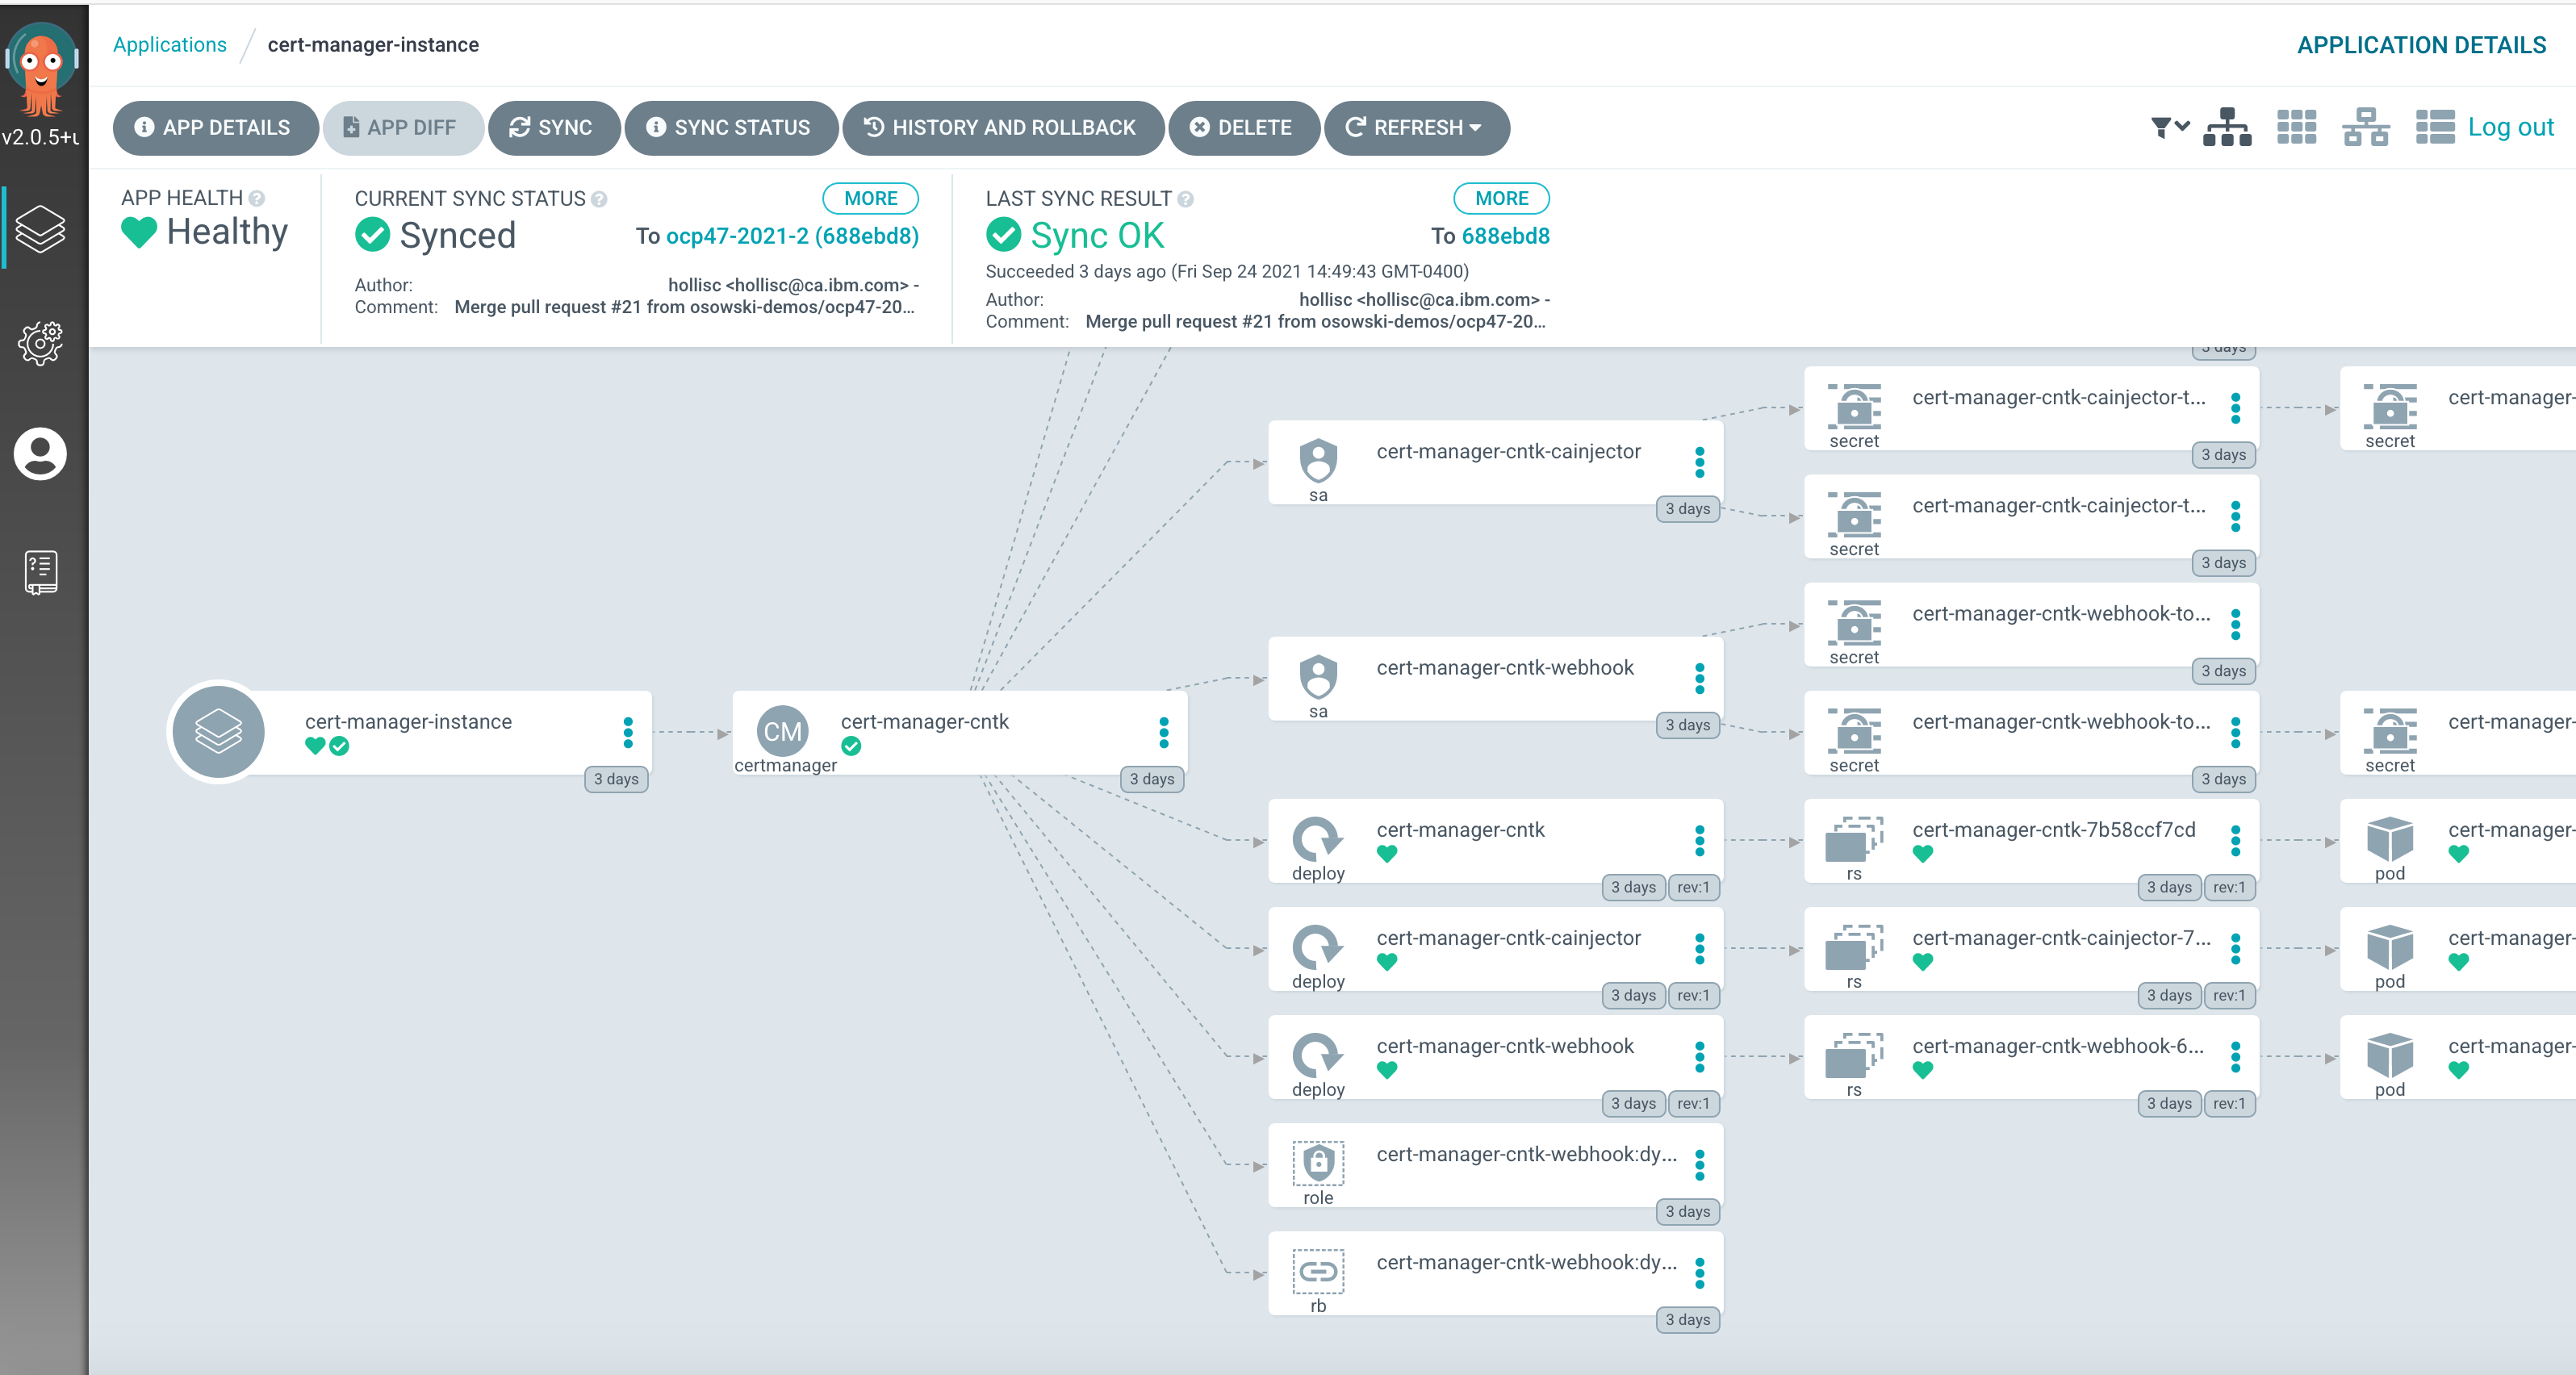 Applications / cert-manager-instance
APPLICATION DETAILS
v2.0.5+
APP DETAILS
APP DIFF
SYNC
SYNC STATUS
HISTORY AND ROLLBACK
DELETE
REFRESH
Log out
APP HEALTH
Healthy
CURRENT SYNC STATUS
MORE
Synced
To ocp47-2021-2 (688ebd8)
Author: hollisc <hollisc@ca.ibm.com> -
Comment: Merge pull request #21 from osowski-demos/ocp47-20...
LAST SYNC RESULT
MORE
Sync OK
To 688ebd8
Succeeded 3 days ago (Fri Sep 24 2021 14:49:43 GMT-0400)
Author: hollisc <hollisc@ca.ibm.com> -
Comment: Merge pull request #21 from osowski-demos/ocp47-20...
cert-manager-instance
3 days
CM
certmanager
cert-manager-cntk
3 days
sa
cert-manager-cntk-cainjector
3 days
sa
cert-manager-cntk-webhook
3 days
deploy
cert-manager-cntk
3 days
rev:1
deploy
cert-manager-cntk-cainjector
3 days
rev:1
deploy
cert-manager-cntk-webhook
3 days
rev:1
role
cert-manager-cntk-webhook:dy...
3 days
rb
cert-manager-cntk-webhook:dy...
3 days
3 days
secret
cert-manager-cntk-cainjector-t...
3 days
secret
cert-manager-cntk-cainjector-t...
3 days
secret
cert-manager-cntk-webhook-to...
3 days
secret
cert-manager-cntk-webhook-to...
3 days
rs
cert-manager-cntk-7b58ccf7cd
3 days
rev:1
rs
cert-manager-cntk-cainjector-7...
3 days
rev:1
rs
cert-manager-cntk-webhook-6...
3 days
rev:1
secret
cert-manager-
secret
cert-manager-
pod
cert-manager-
pod
cert-manager-
pod
cert-manager-